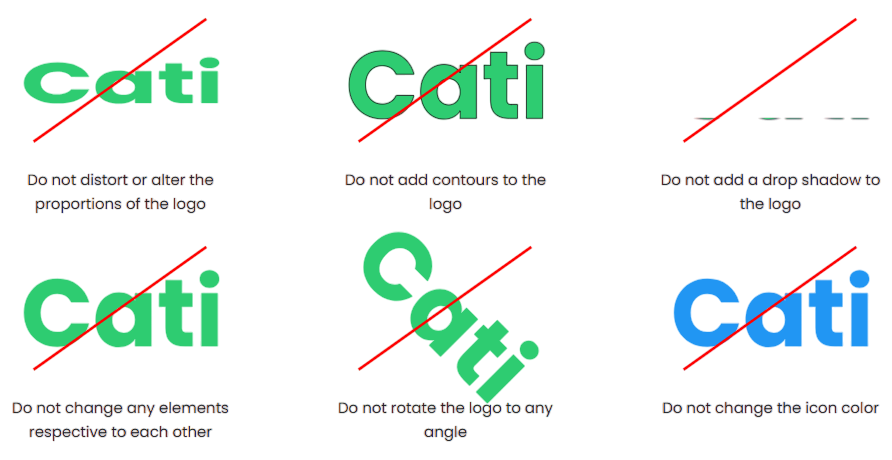 Cati
Cati
Do not distort or alter the
proportions of the logo
Do not add contours to the
logo
Do not add a drop shadow to
the logo
Cati
Cati
Cati
Do not change any elements
respective to each other
Do not rotate the logo to any
angle
Do not change the icon color